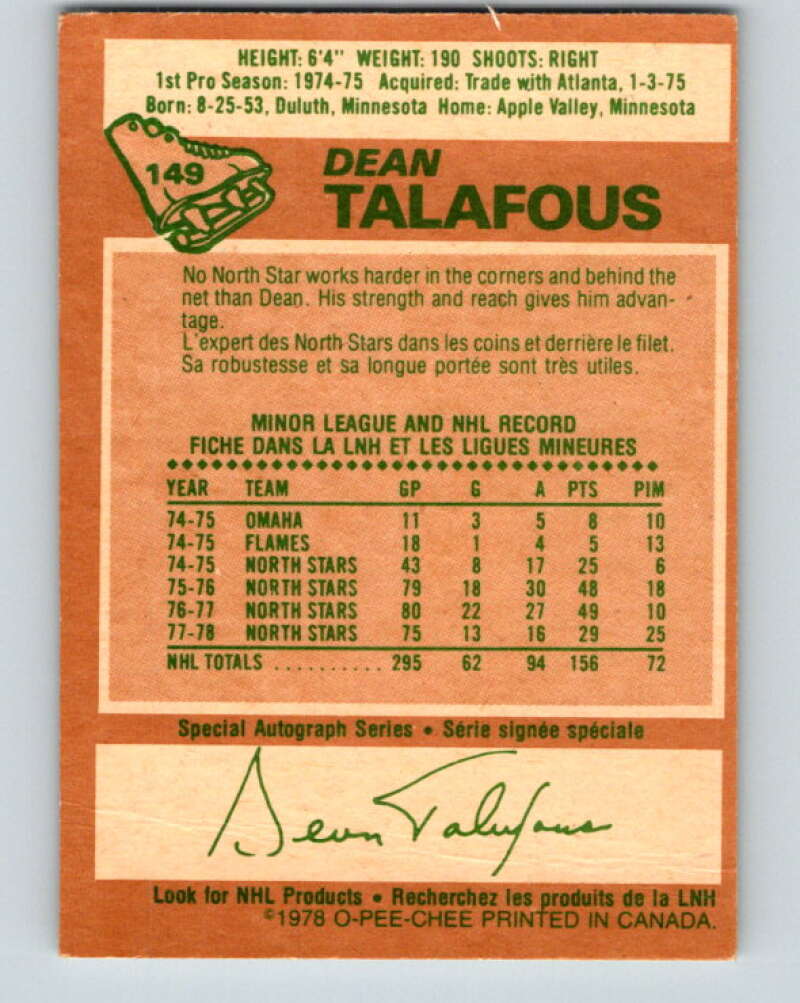 HEIGHT: 6'4" WEIGHT: 190 SHOOTS: RIGHT
1st Pro Season: 1974-75 Acquired: Trade with Atlanta, 1-3-75
Born: 8-25-53, Duluth, Minnesota Home: Apple Valley, Minnesota
149
DEAN
TALAFOUS
No North Star works harder in the corners and behind the
net than Dean. His strength and reach gives him advan-
tage.
L'expert des North Stars dans les coins et derrière le filet.
Sa robustesse et sa longue portée sont très utiles.
MINOR LEAGUE AND NHL RECORD
FICHE DANS LA LNH ET LES LIGUES MINEURES
YEAR TEAM GP G A PTS PIM
74-75 OMAHA 11 3 5 8 10
74-75 FLAMES 18 1 4 5 13
74-75 NORTH STARS 43 8 17 25 6
75-76 NORTH STARS 79 18 30 48 18
76-77 NORTH STARS 80 22 27 49 10
77-78 NORTH STARS 75 13 16 29 25
NHL TOTALS .......... 295 62 94 156 72
Special Autograph Series • Série signée spéciale
Dean Talafous
Look for NHL Products • Recherchez les produits de la LNH
©1978 O-PEE-CHEE PRINTED IN CANADA.